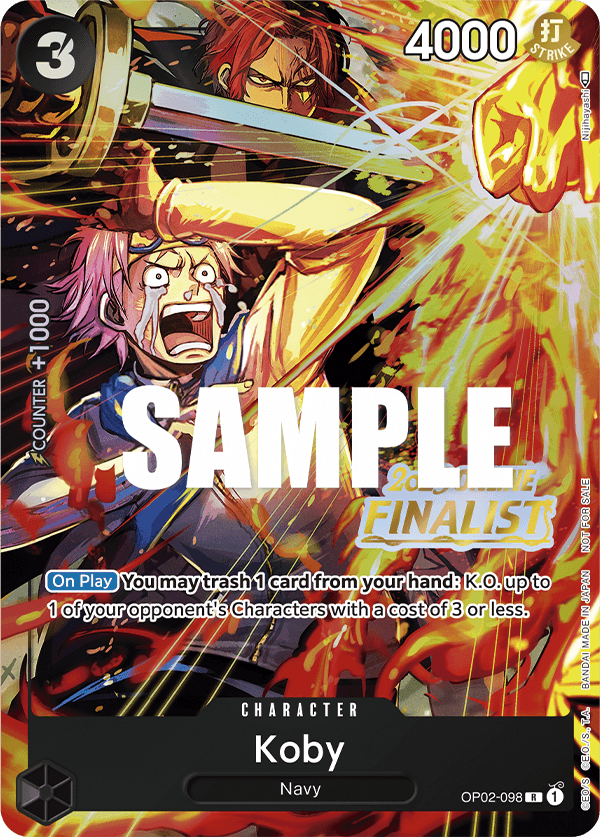 3
4000
打
STRIKE
Nijihayashi
COUNTER +1000
SAMPLE
FINALIST
NOT FOR SALE
On Play You may trash 1 card from your hand: K.O. up to
1 of your opponent's Characters with a cost of 3 or less.
BANDAI MADE IN JAPAN
CHARACTER
Koby
Navy
OP02-098 R 1
©E.O./S. ©E.O./S., T.A.